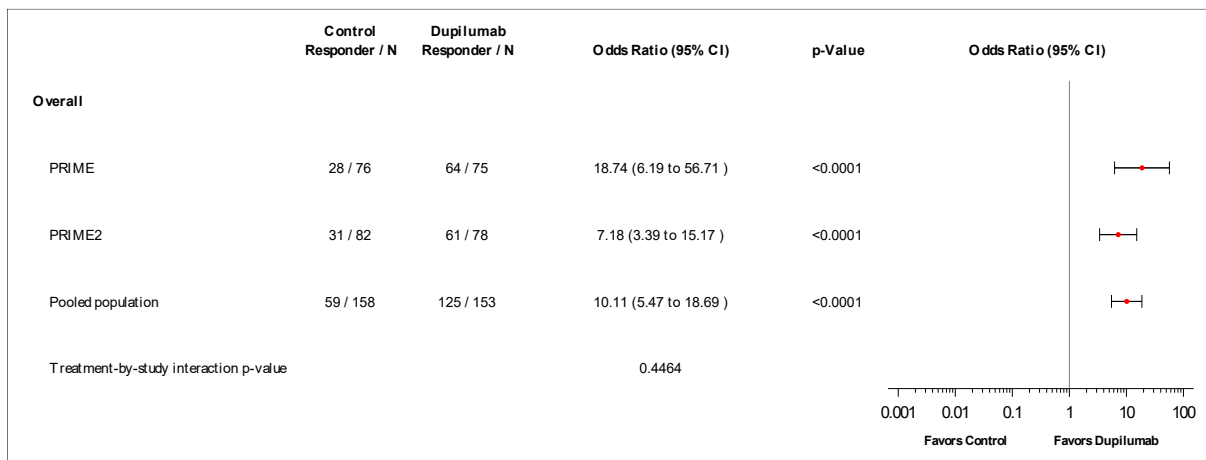 Control Responder / N Dupilumab Responder / N Odds Ratio (95% CI) p-Value Odds Ratio (95% CI)
Overall
PRIME 28 / 76 64 / 75 18.74 (6.19 to 56.71 ) <0.0001
PRIME2 31 / 82 61 / 78 7.18 (3.39 to 15.17 ) <0.0001
Pooled population 59 / 158 125 / 153 10.11 (5.47 to 18.69 ) <0.0001
Treatment-by-study interaction p-value 0.4464
0.001 0.01 0.1 1 10 100
Favors Control Favors Dupilumab